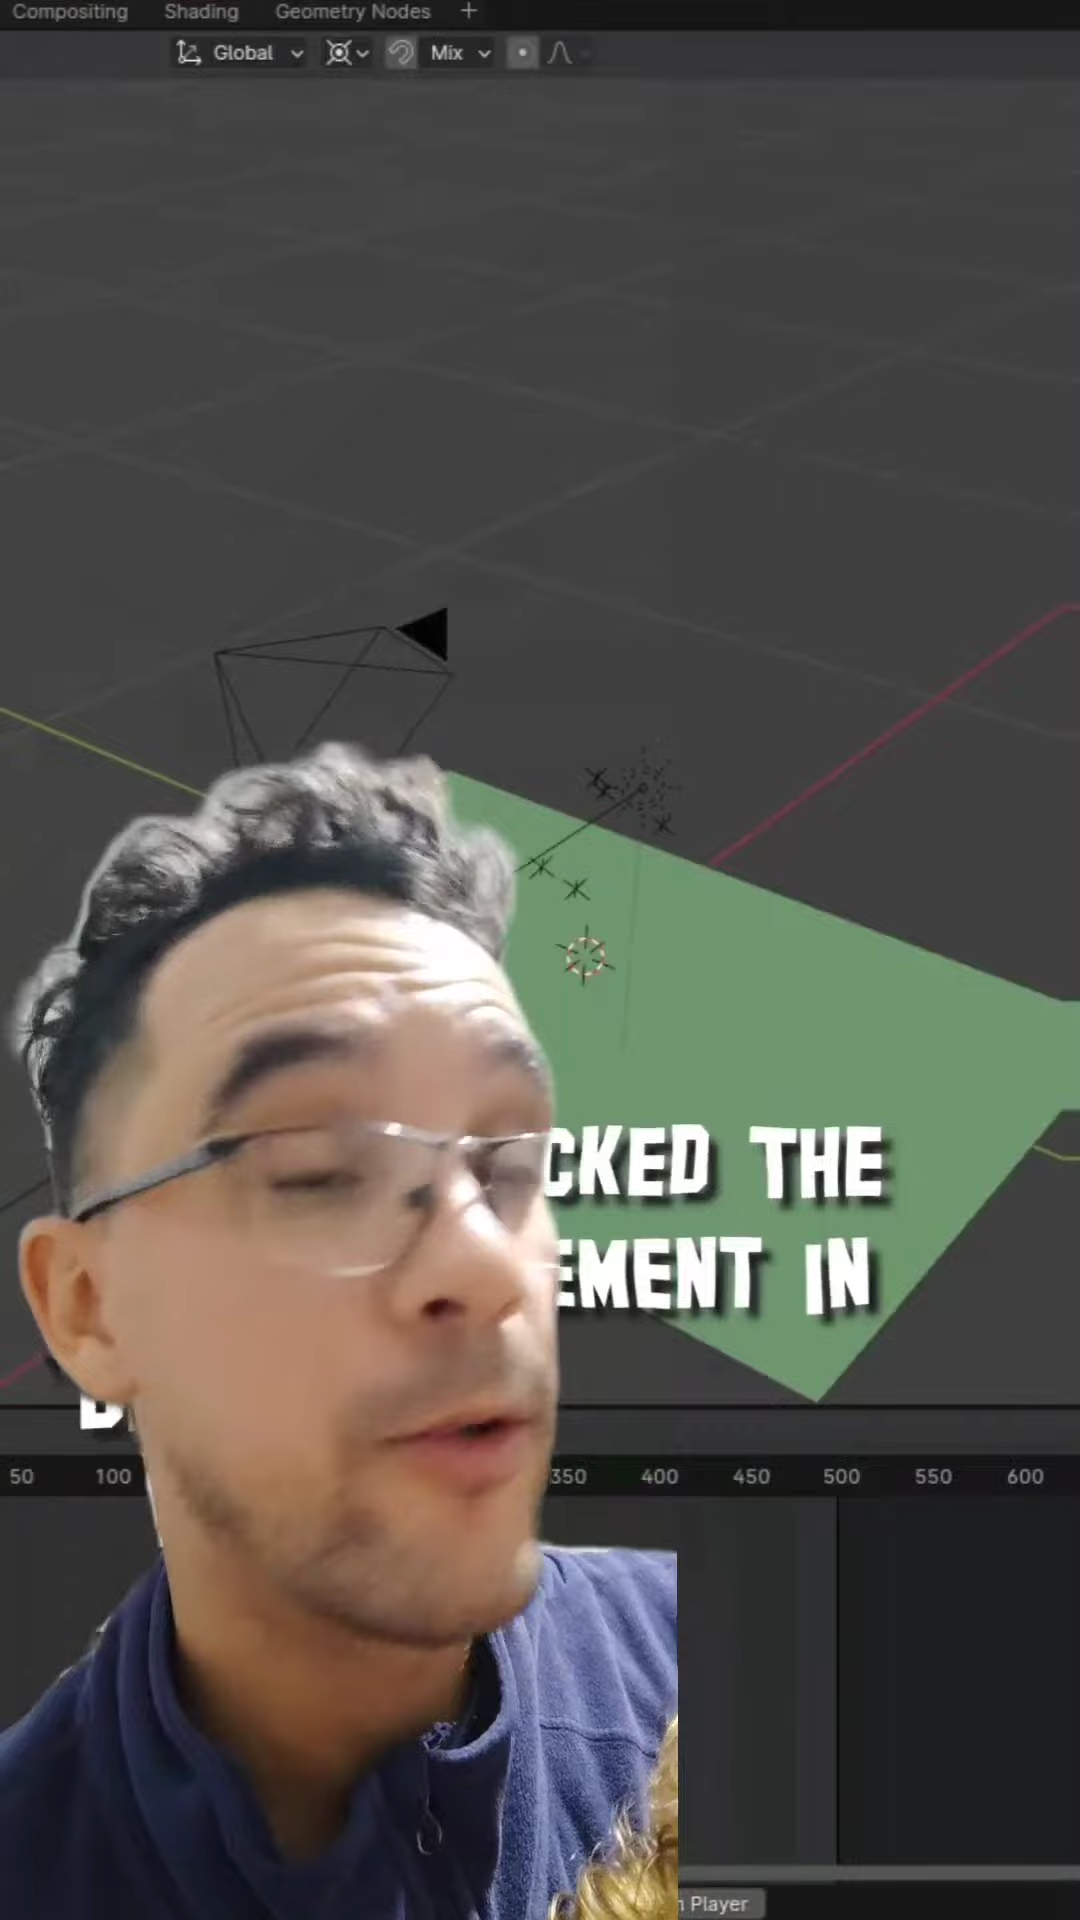 Compositing Shading Geometry Nodes +
Global Mix
CKED THE
EMENT IN
50 100 350 400 450 500 550 600
Player